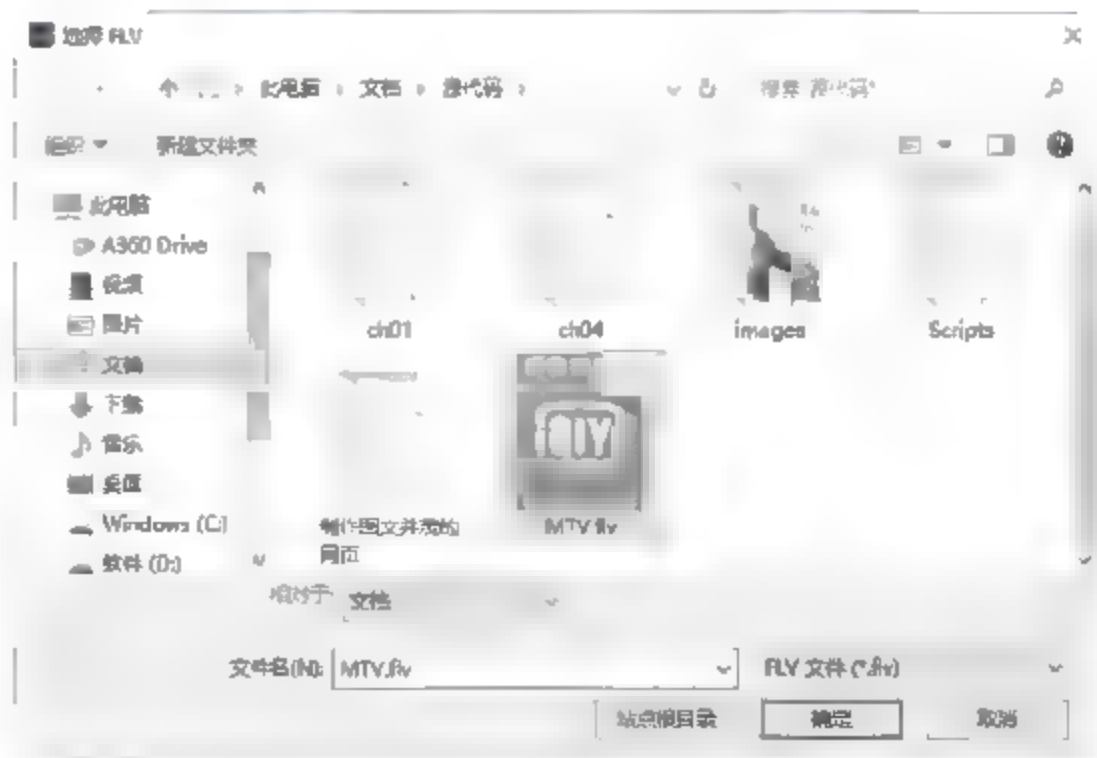 选择 FLV
此电脑 › 文档 › 源代码 ›
搜索"源代码"
组织
新建文件夹
此电脑
A360 Drive
视频
图片
文档
下载
音乐
桌面
Windows (C:)
软件 (D:)
ch01
ch04
images
Scripts
制作图文并茂的
网页
FLV
MTV.flv
相对于: 文档
文件名(N): MTV.flv
FLV 文件 (*.flv)
站点根目录
确定
取消